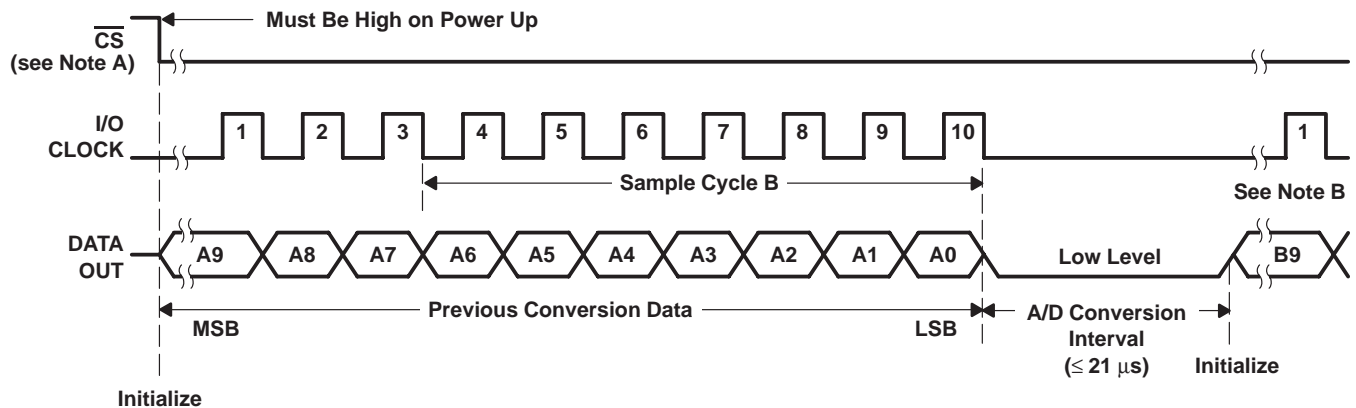 Must Be High on Power Up
CS
(see Note A)
I/O
CLOCK
1 2 3 4 5 6 7 8 9 10 1
Sample Cycle B
See Note B
DATA
OUT
A9 A8 A7 A6 A5 A4 A3 A2 A1 A0 Low Level B9
Previous Conversion Data
MSB LSB
A/D Conversion
Interval
(≤ 21 μs)
Initialize
Initialize